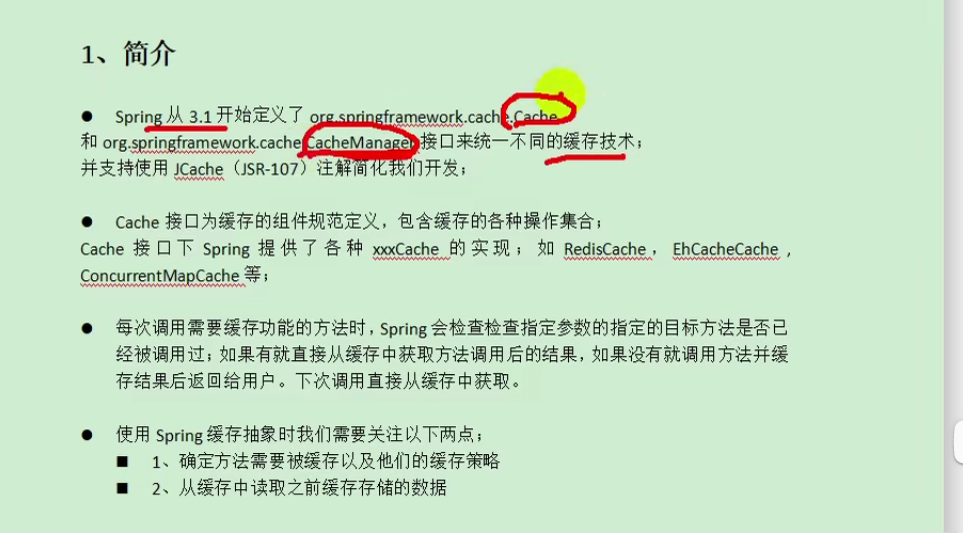 1、简介
● Spring 从 3.1 开始定义了 org.springframework.cache.Cache
和 org.springframework.cache.CacheManager 接口来统一不同的缓存技术；
并支持使用 JCache（JSR-107）注解简化我们开发；
● Cache 接口为缓存的组件规范定义，包含缓存的各种操作集合；
Cache 接口下 Spring 提供了各种 xxxCache 的实现；如 RedisCache，EhCacheCache ,
ConcurrentMapCache 等；
● 每次调用需要缓存功能的方法时，Spring 会检查检查指定参数的指定的目标方法是否已
经被调用过；如果有就直接从缓存中获取方法调用后的结果，如果没有就调用方法并缓
存结果后返回给用户。下次调用直接从缓存中获取。
● 使用 Spring 缓存抽象时我们需要关注以下两点；
■ 1、确定方法需要被缓存以及他们的缓存策略
■ 2、从缓存中读取之前缓存存储的数据